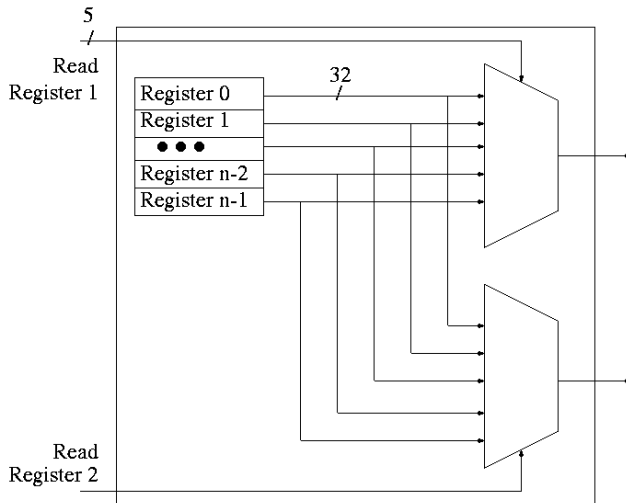 5
Read
Register 1
32
Register 0
Register 1
Register n-2
Register n-1
Read
Register 2